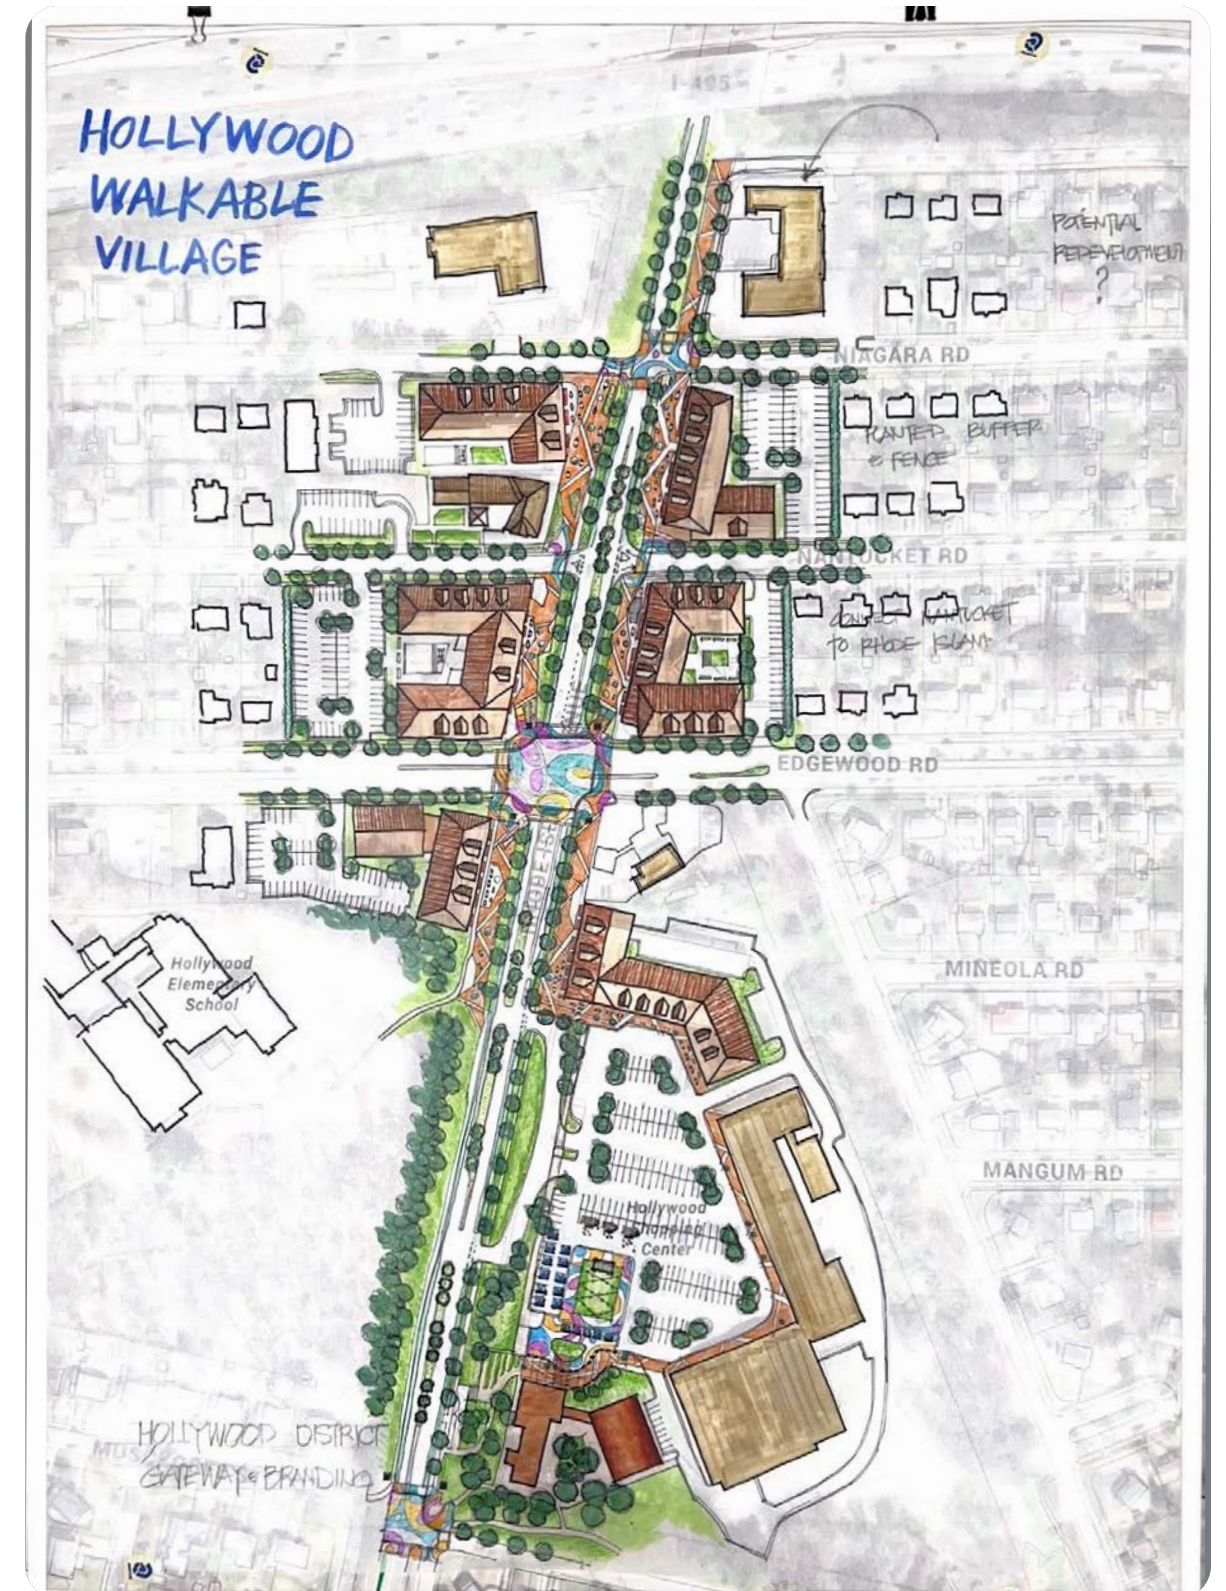 HOLLYWOOD
WALKABLE
VILLAGE
I-495
POTENTIAL
REDEVELOPMENT
?
NIAGARA RD
PLANTED BUFFER
& FENCE
NANTUCKET RD
CONNECT NANTUCKET
TO RHODE ISLAND
EDGEWOOD RD
Hollywood
Elementary
School
MINEOLA RD
MANGUM RD
Hollywood
Shopping
Center
HOLLYWOOD DISTRICT
GATEWAY & BRANDING